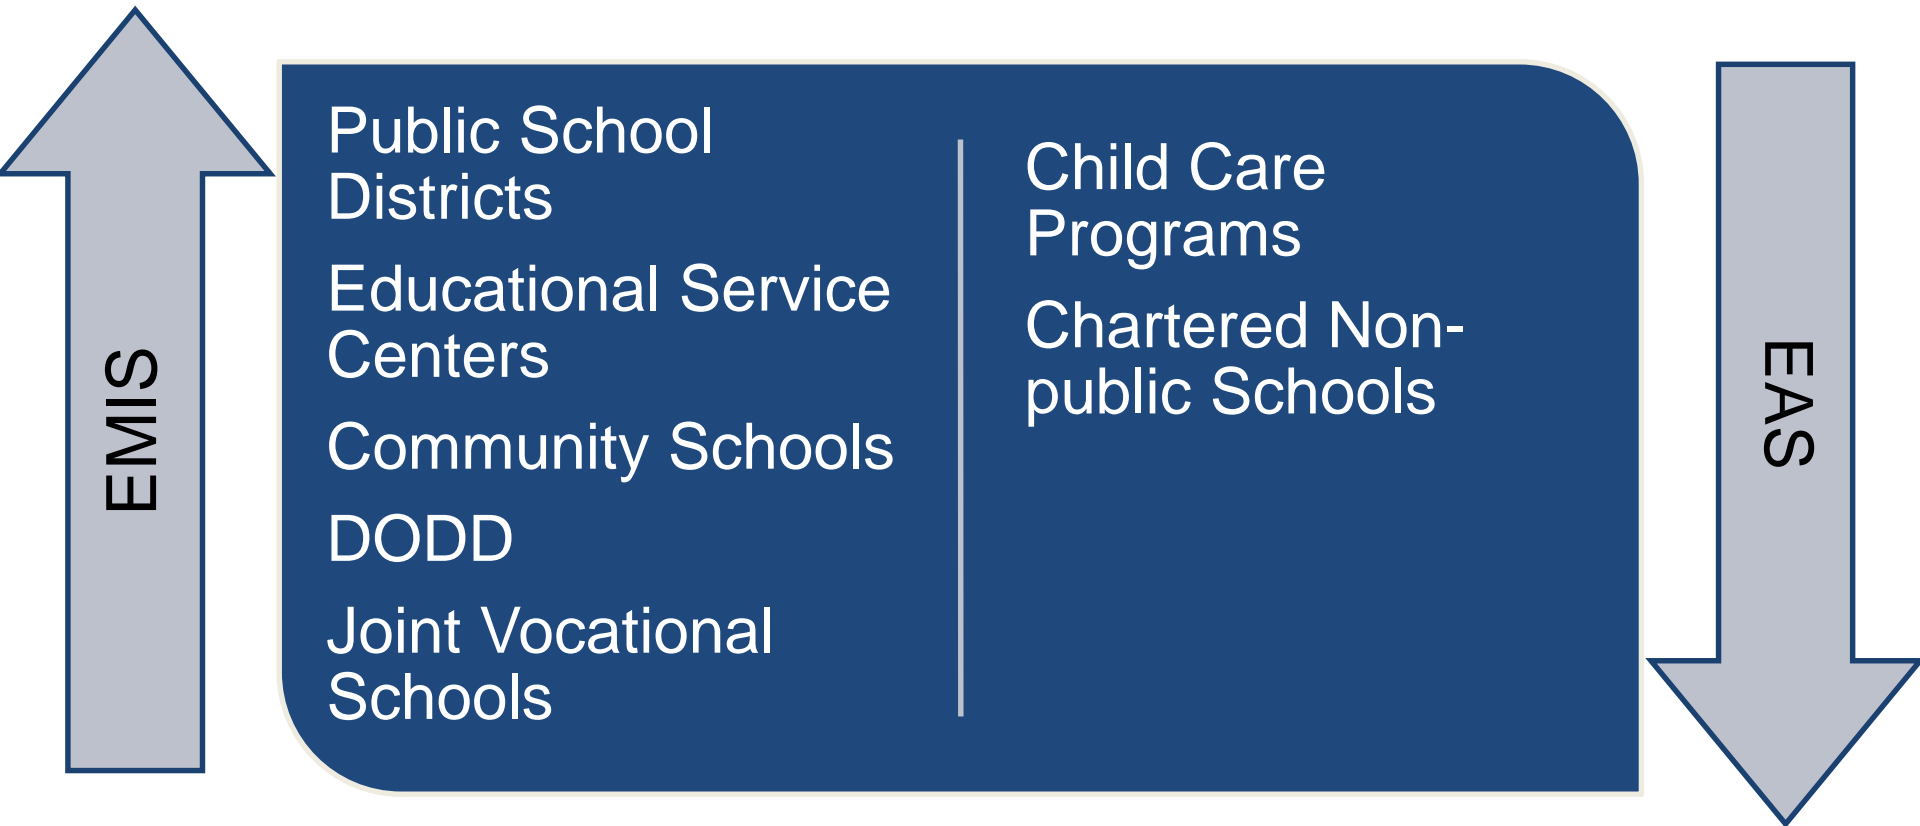 EMIS
Public School
Districts
Educational Service
Centers
Community Schools
DODD
Joint Vocational
Schools
Child Care
Programs
Chartered Non-
public Schools
EAS